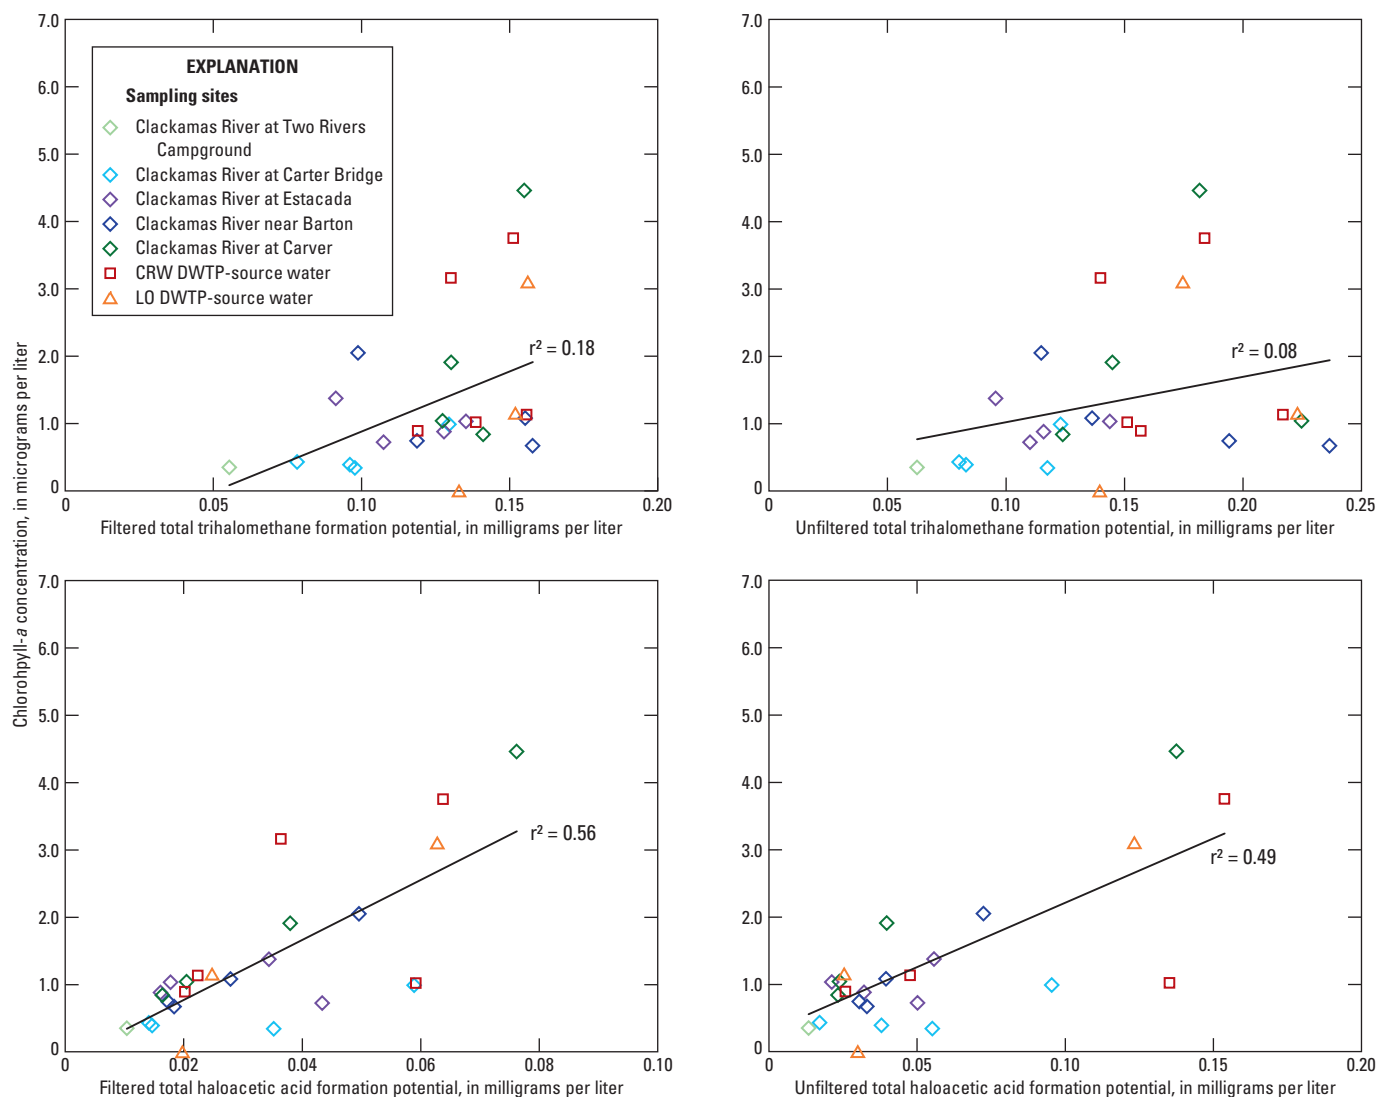 Chlorohpyll-a concentration, in micrograms per liter
7.0
6.0
5.0
4.0
3.0
2.0
1.0
0
EXPLANATION
Sampling sites
Clackamas River at Two Rivers
Campground
Clackamas River at Carter Bridge
Clackamas River at Estacada
Clackamas River near Barton
Clackamas River at Carver
CRW DWTP-source water
LO DWTP-source water
r² = 0.18
0 0.05 0.10 0.15 0.20
Filtered total trihalomethane formation potential, in milligrams per liter
7.0
6.0
5.0
4.0
3.0
2.0
1.0
0
r² = 0.08
0 0.05 0.10 0.15 0.20 0.25
Unfiltered total trihalomethane formation potential, in milligrams per liter
7.0
6.0
5.0
4.0
3.0
2.0
1.0
0
r² = 0.56
0 0.02 0.04 0.06 0.08 0.10
Filtered total haloacetic acid formation potential, in milligrams per liter
7.0
6.0
5.0
4.0
3.0
2.0
1.0
0
r² = 0.49
0 0.05 0.10 0.15 0.20
Unfiltered total haloacetic acid formation potential, in milligrams per liter